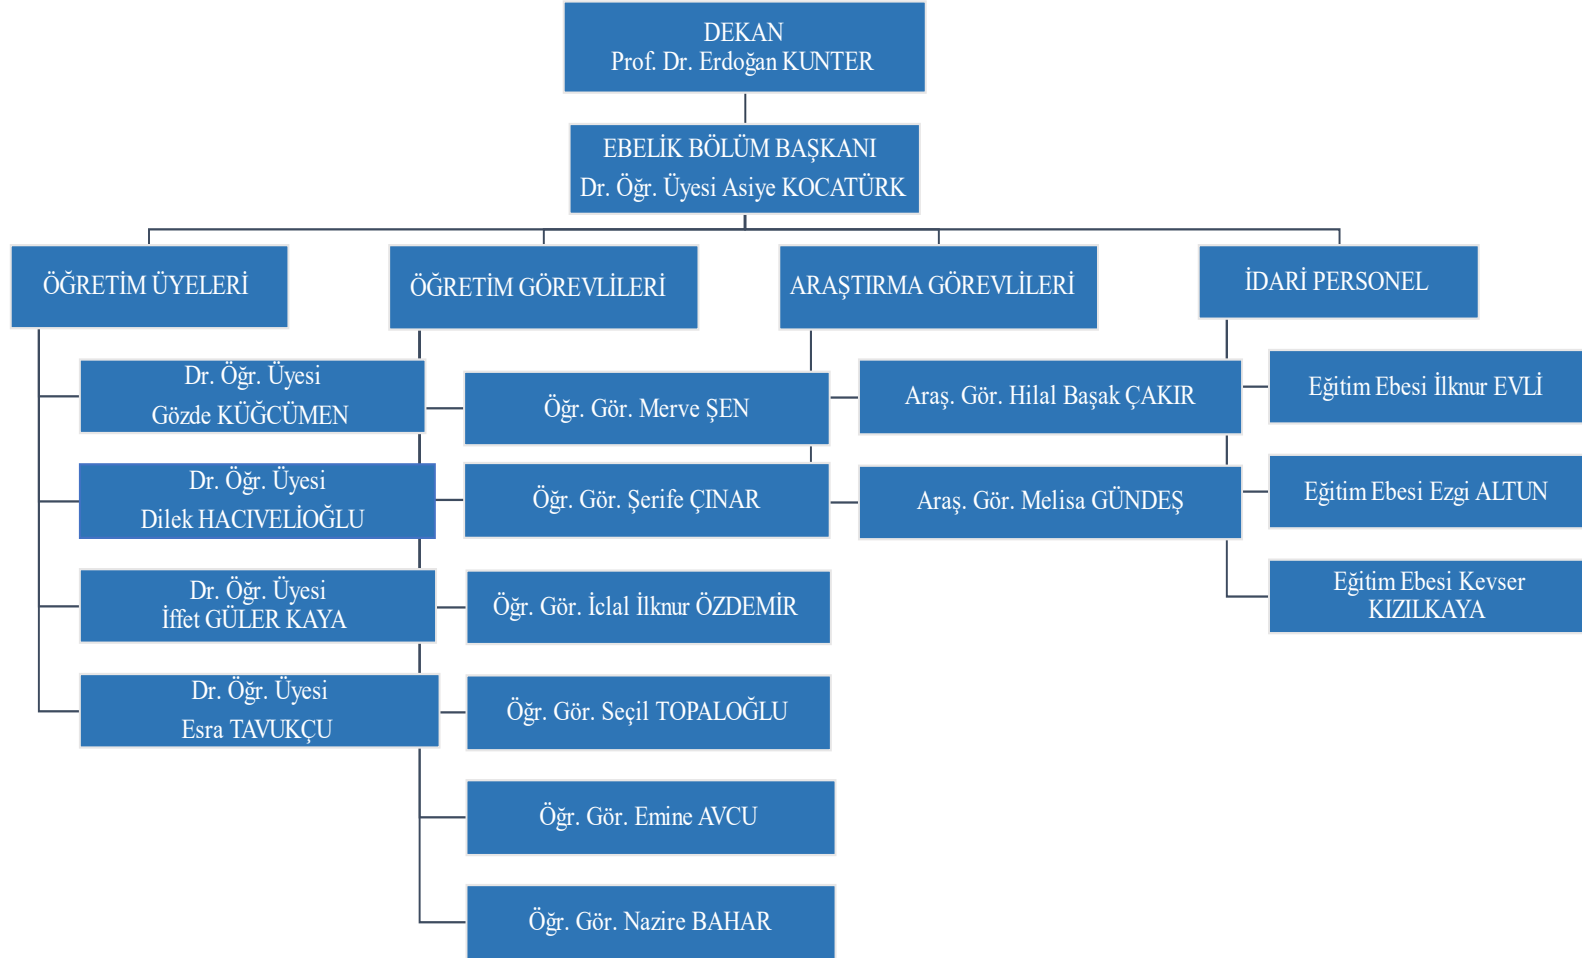 DEKAN
Prof. Dr. Erdoğan KUNTER
EBELİK BÖLÜM BAŞKANI
Dr. Öğr. Üyesi Asiye KOCATÜRK
ÖĞRETİM ÜYELERİ
Dr. Öğr. Üyesi
Gözde KÜĞCÜMEN
Dr. Öğr. Üyesi
Dilek HACIVELİOĞLU
Dr. Öğr. Üyesi
İffet GÜLER KAYA
Dr. Öğr. Üyesi
Esra TAVUKÇU
ÖĞRETİM GÖREVLİLERİ
Öğr. Gör. Merve ŞEN
Öğr. Gör. Şerife ÇINAR
Öğr. Gör. İclal İlknur ÖZDEMİR
Öğr. Gör. Seçil TOPALOĞLU
Öğr. Gör. Emine AVCU
Öğr. Gör. Nazire BAHAR
ARAŞTIRMA GÖREVLİLERİ
Araş. Gör. Hilal Başak ÇAKIR
Araş. Gör. Melisa GÜNDEŞ
İDARİ PERSONEL
Eğitim Ebesi İlknur EVLİ
Eğitim Ebesi Ezgi ALTUN
Eğitim Ebesi Kevser
KIZILKAYA